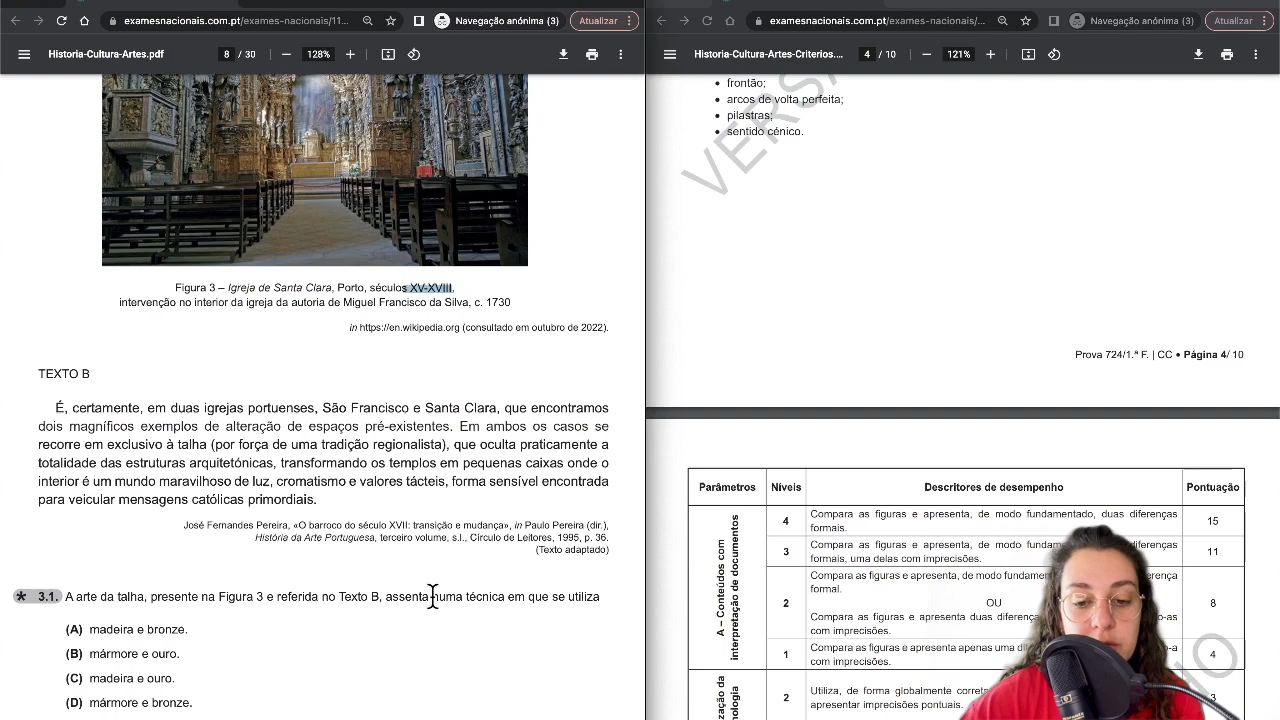 examesnacionais.com.pt/exames-nacionais/11...
Navegação anónima (3)
Atualizar
examesnacionais.com.pt/exames-nacionais/...
Navegação anónima (3)
Atualizar
Historia-Cultura-Artes.pdf
8 / 30
128%
Historia-Cultura-Artes-Criterios....
4 / 10
121%
Figura 3 – Igreja de Santa Clara, Porto, séculos XV-XVIII,
intervenção no interior da igreja da autoria de Miguel Francisco da Silva, c. 1730
in https://en.wikipedia.org (consultado em outubro de 2022).
TEXTO B
É, certamente, em duas igrejas portuenses, São Francisco e Santa Clara, que encontramos
dois magníficos exemplos de alteração de espaços pré-existentes. Em ambos os casos se
recorre em exclusivo à talha (por força de uma tradição regionalista), que oculta praticamente a
totalidade das estruturas arquitetónicas, transformando os templos em pequenas caixas onde o
interior é um mundo maravilhoso de luz, cromatismo e valores tácteis, forma sensível encontrada
para veicular mensagens católicas primordiais.
José Fernandes Pereira, «O barroco do século XVII: transição e mudança», in Paulo Pereira (dir.),
História da Arte Portuguesa, terceiro volume, s.l., Círculo de Leitores, 1995, p. 36.
(Texto adaptado)
* 3.1. A arte da talha, presente na Figura 3 e referida no Texto B, assenta numa técnica em que se utiliza
(A) madeira e bronze.
(B) mármore e ouro.
(C) madeira e ouro.
(D) mármore e bronze.
• frontão;
• arcos de volta perfeita;
• pilastras;
• sentido cénico.
Prova 724/1.ª F. | CC • Página 4/ 10
Parâmetros Níveis Descritores de desempenho Pontuação
A – Conteúdos com
interpretação de documentos
4
Compara as figuras e apresenta, de modo fundamentado, duas diferenças
formais.
15
3
Compara as figuras e apresenta, de modo diferenças
formais, uma delas com imprecisões.
11
2
Compara as figuras e apresenta, de modo
formal.
OU
Compara as figuras e apresenta duas
com imprecisões.
8
1
Compara as figuras e apresenta apenas uma
com imprecisões.
4
2
Utiliza, de forma globalmente
apresentar imprecisões pontuais.
3